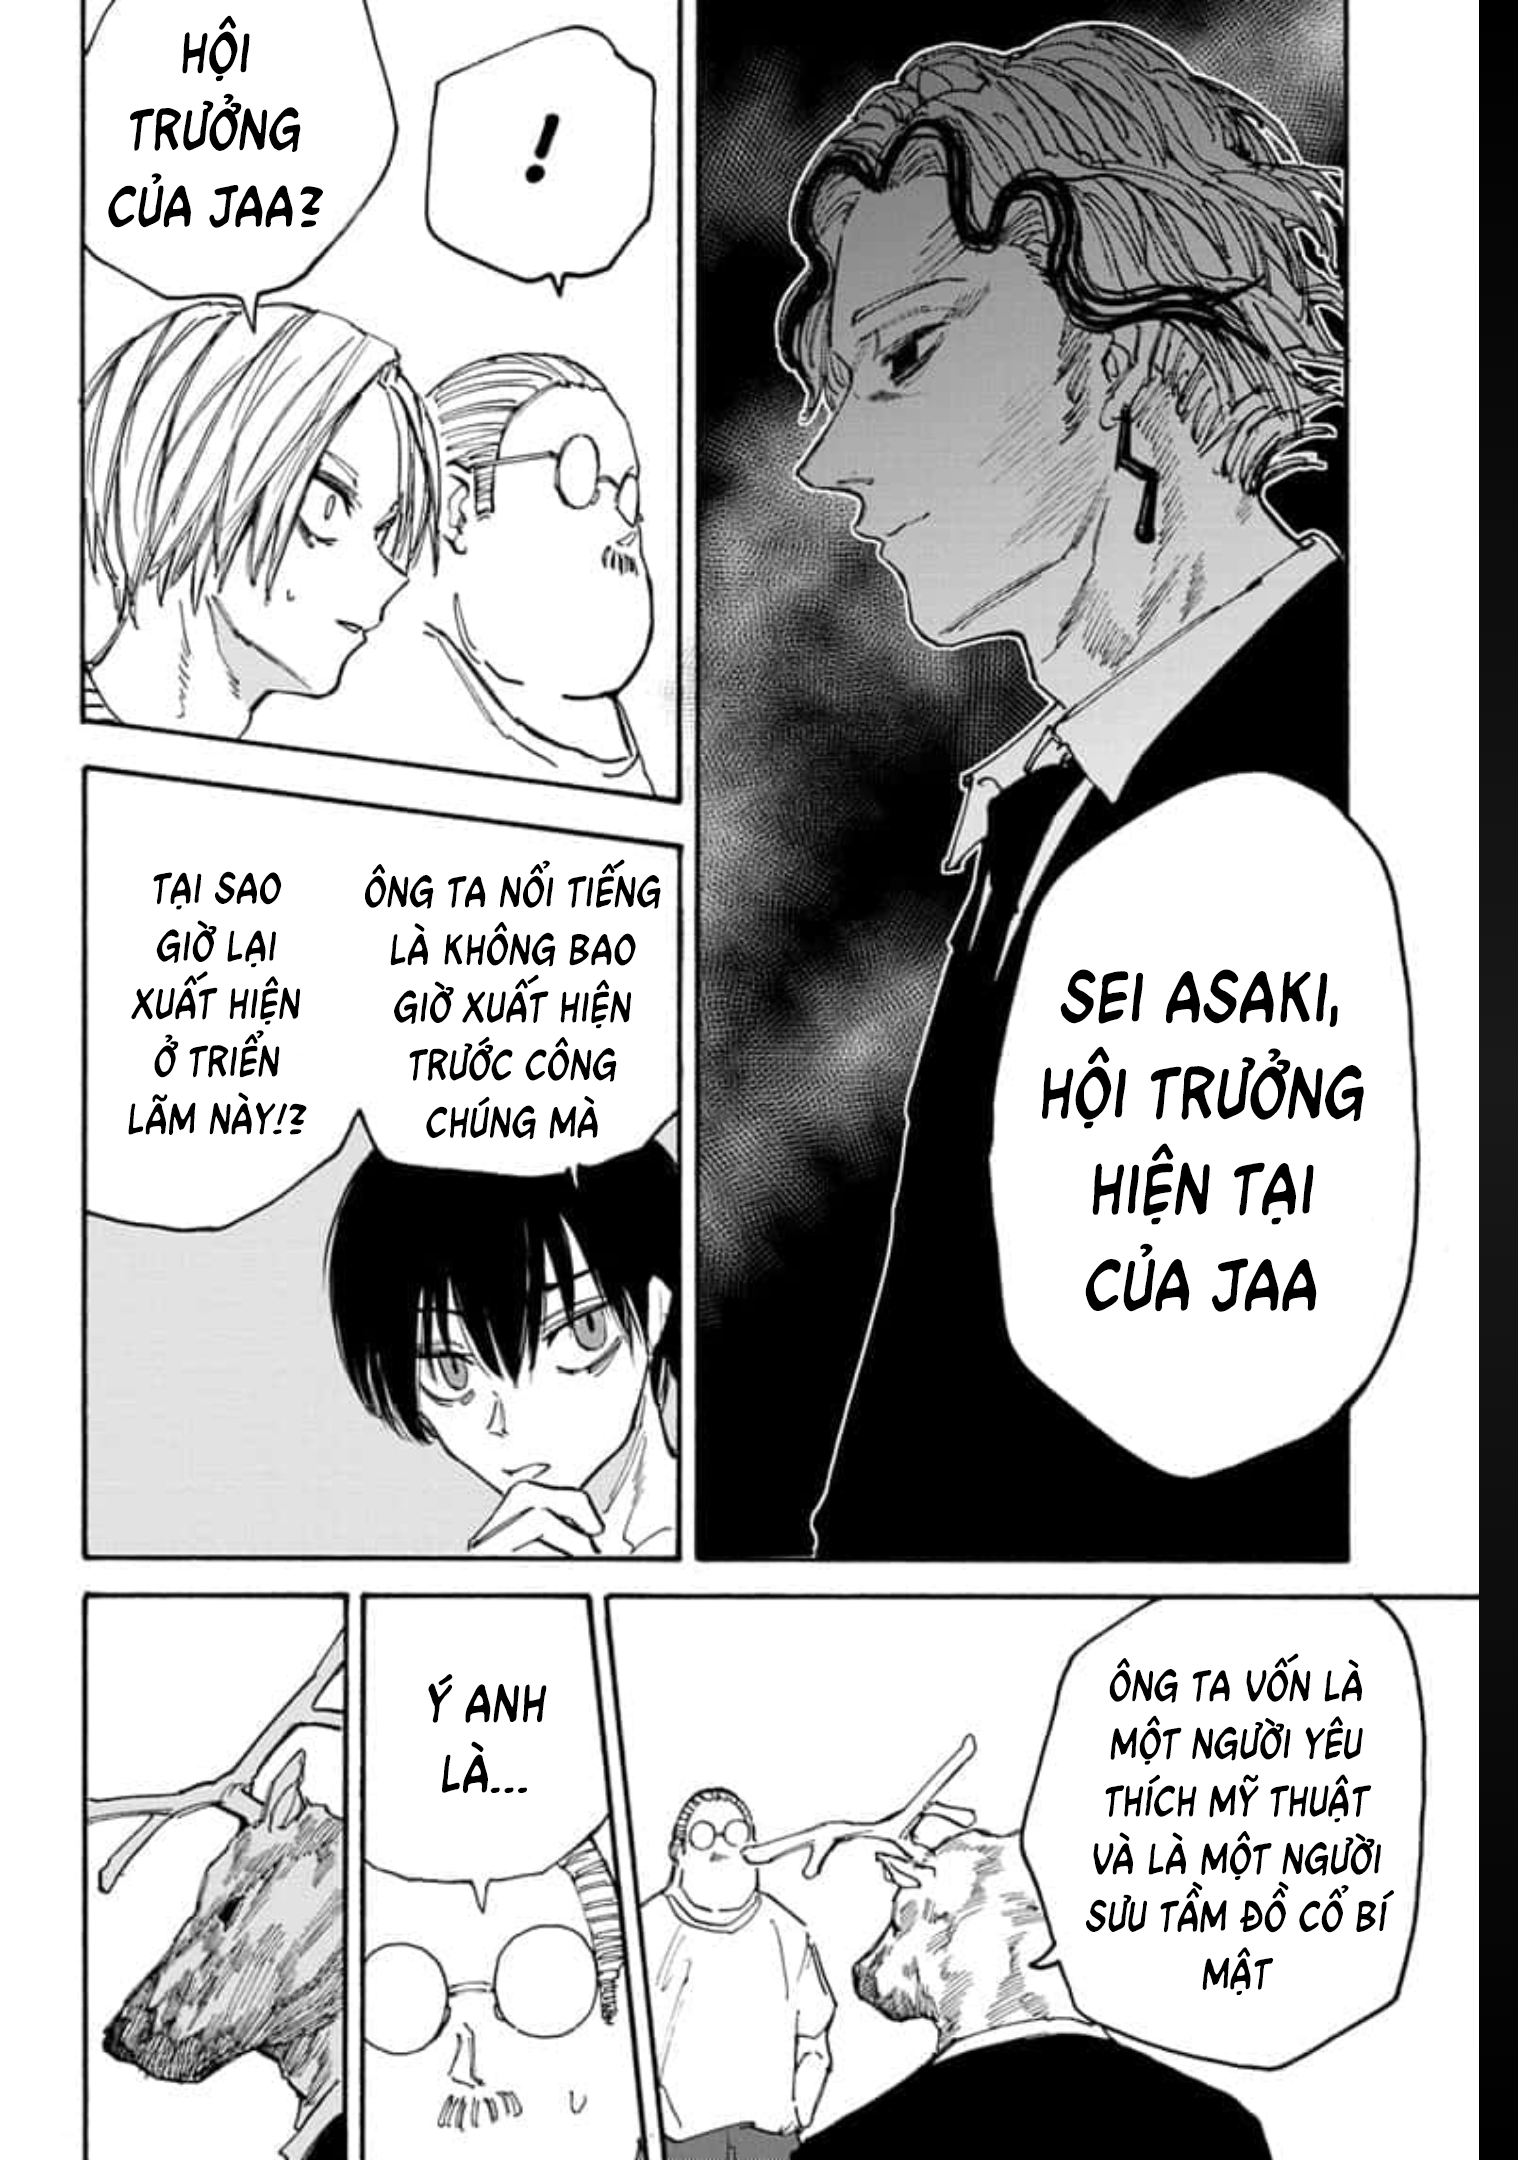 SEI ASAKI,
HỘI TRƯỞNG
HIỆN TẠI
CỦA JAA
!
HỘI
TRƯỞNG
CỦA JAA?
ÔNG TA NỔI TIẾNG
LÀ KHÔNG BAO
GIỜ XUẤT HIỆN
TRƯỚC CÔNG
CHÚNG MÀ
TẠI SAO
GIỜ LẠI
XUẤT HIỆN
Ở TRIỂN
LÃM NÀY!?
ÔNG TA VỐN LÀ
MỘT NGƯỜI YÊU
THÍCH MỸ THUẬT
VÀ LÀ MỘT NGƯỜI
SƯU TẦM ĐỒ CỔ BÍ
MẬT
Ý ANH
LÀ...